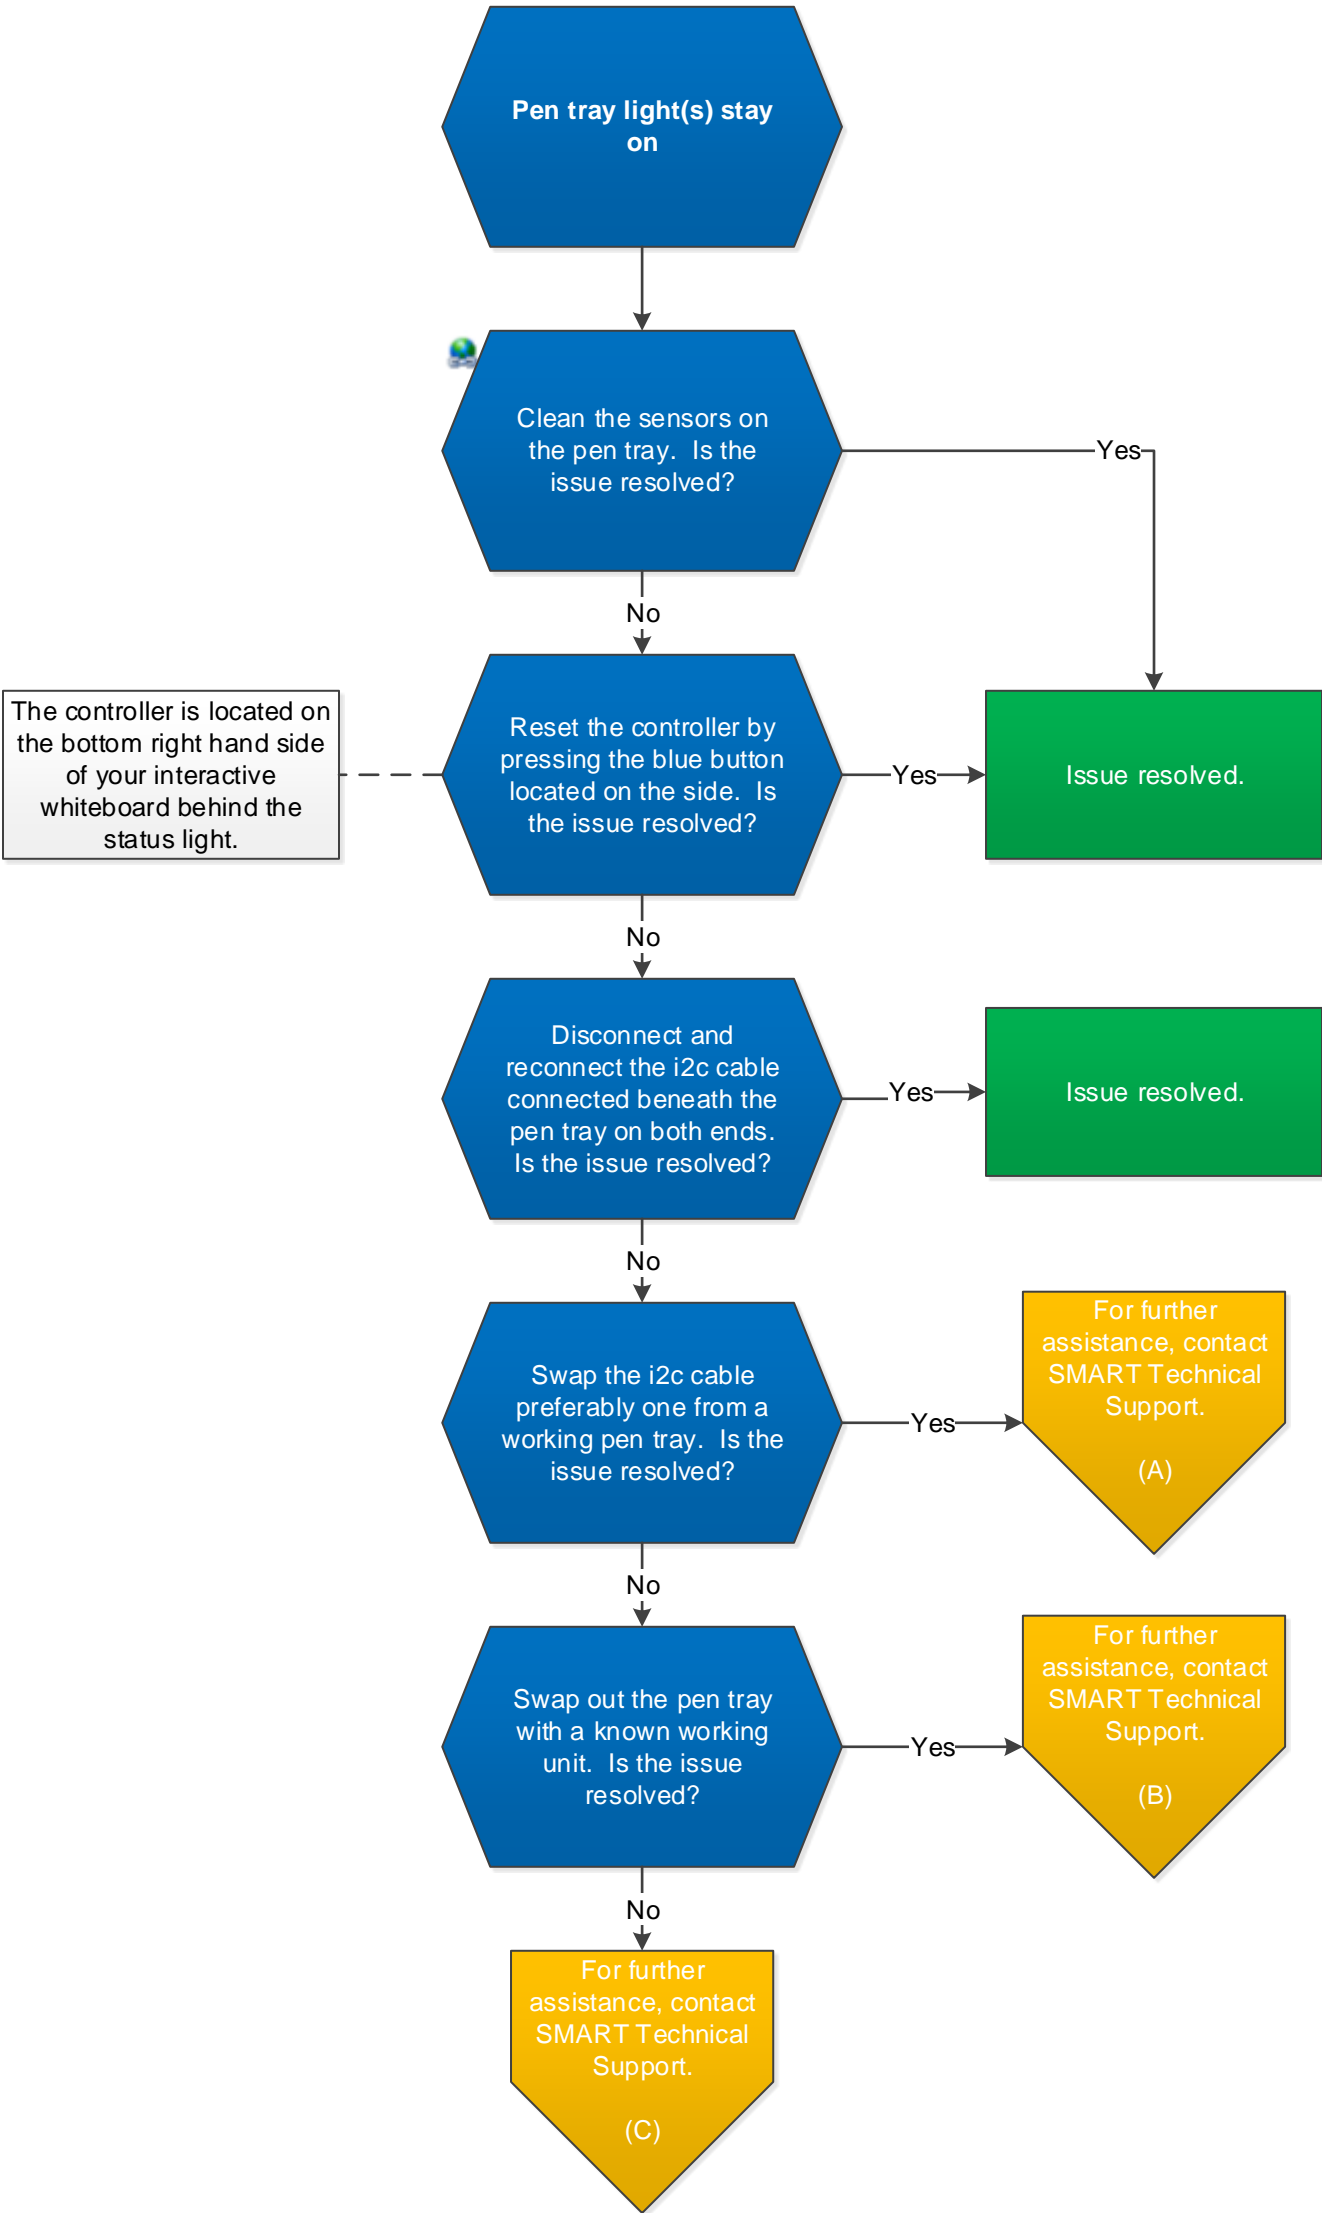 Pen tray light(s) stay
on
Clean the sensors on
the pen tray.  Is the
issue resolved?
Yes
No
The controller is located on
the bottom right hand side
of your interactive
whiteboard behind the
status light.
Reset the controller by
pressing the blue button
located on the side.  Is
the issue resolved?
Yes
Issue resolved.
No
Disconnect and
reconnect the i2c cable
connected beneath the
pen tray on both ends.
Is the issue resolved?
Yes
Issue resolved.
No
Swap the i2c cable
preferably one from a
working pen tray.  Is the
issue resolved?
Yes
For further
assistance, contact
SMART Technical
Support.
(A)
No
Swap out the pen tray
with a known working
unit.  Is the issue
resolved?
Yes
For further
assistance, contact
SMART Technical
Support.
(B)
No
For further
assistance, contact
SMART Technical
Support.
(C)